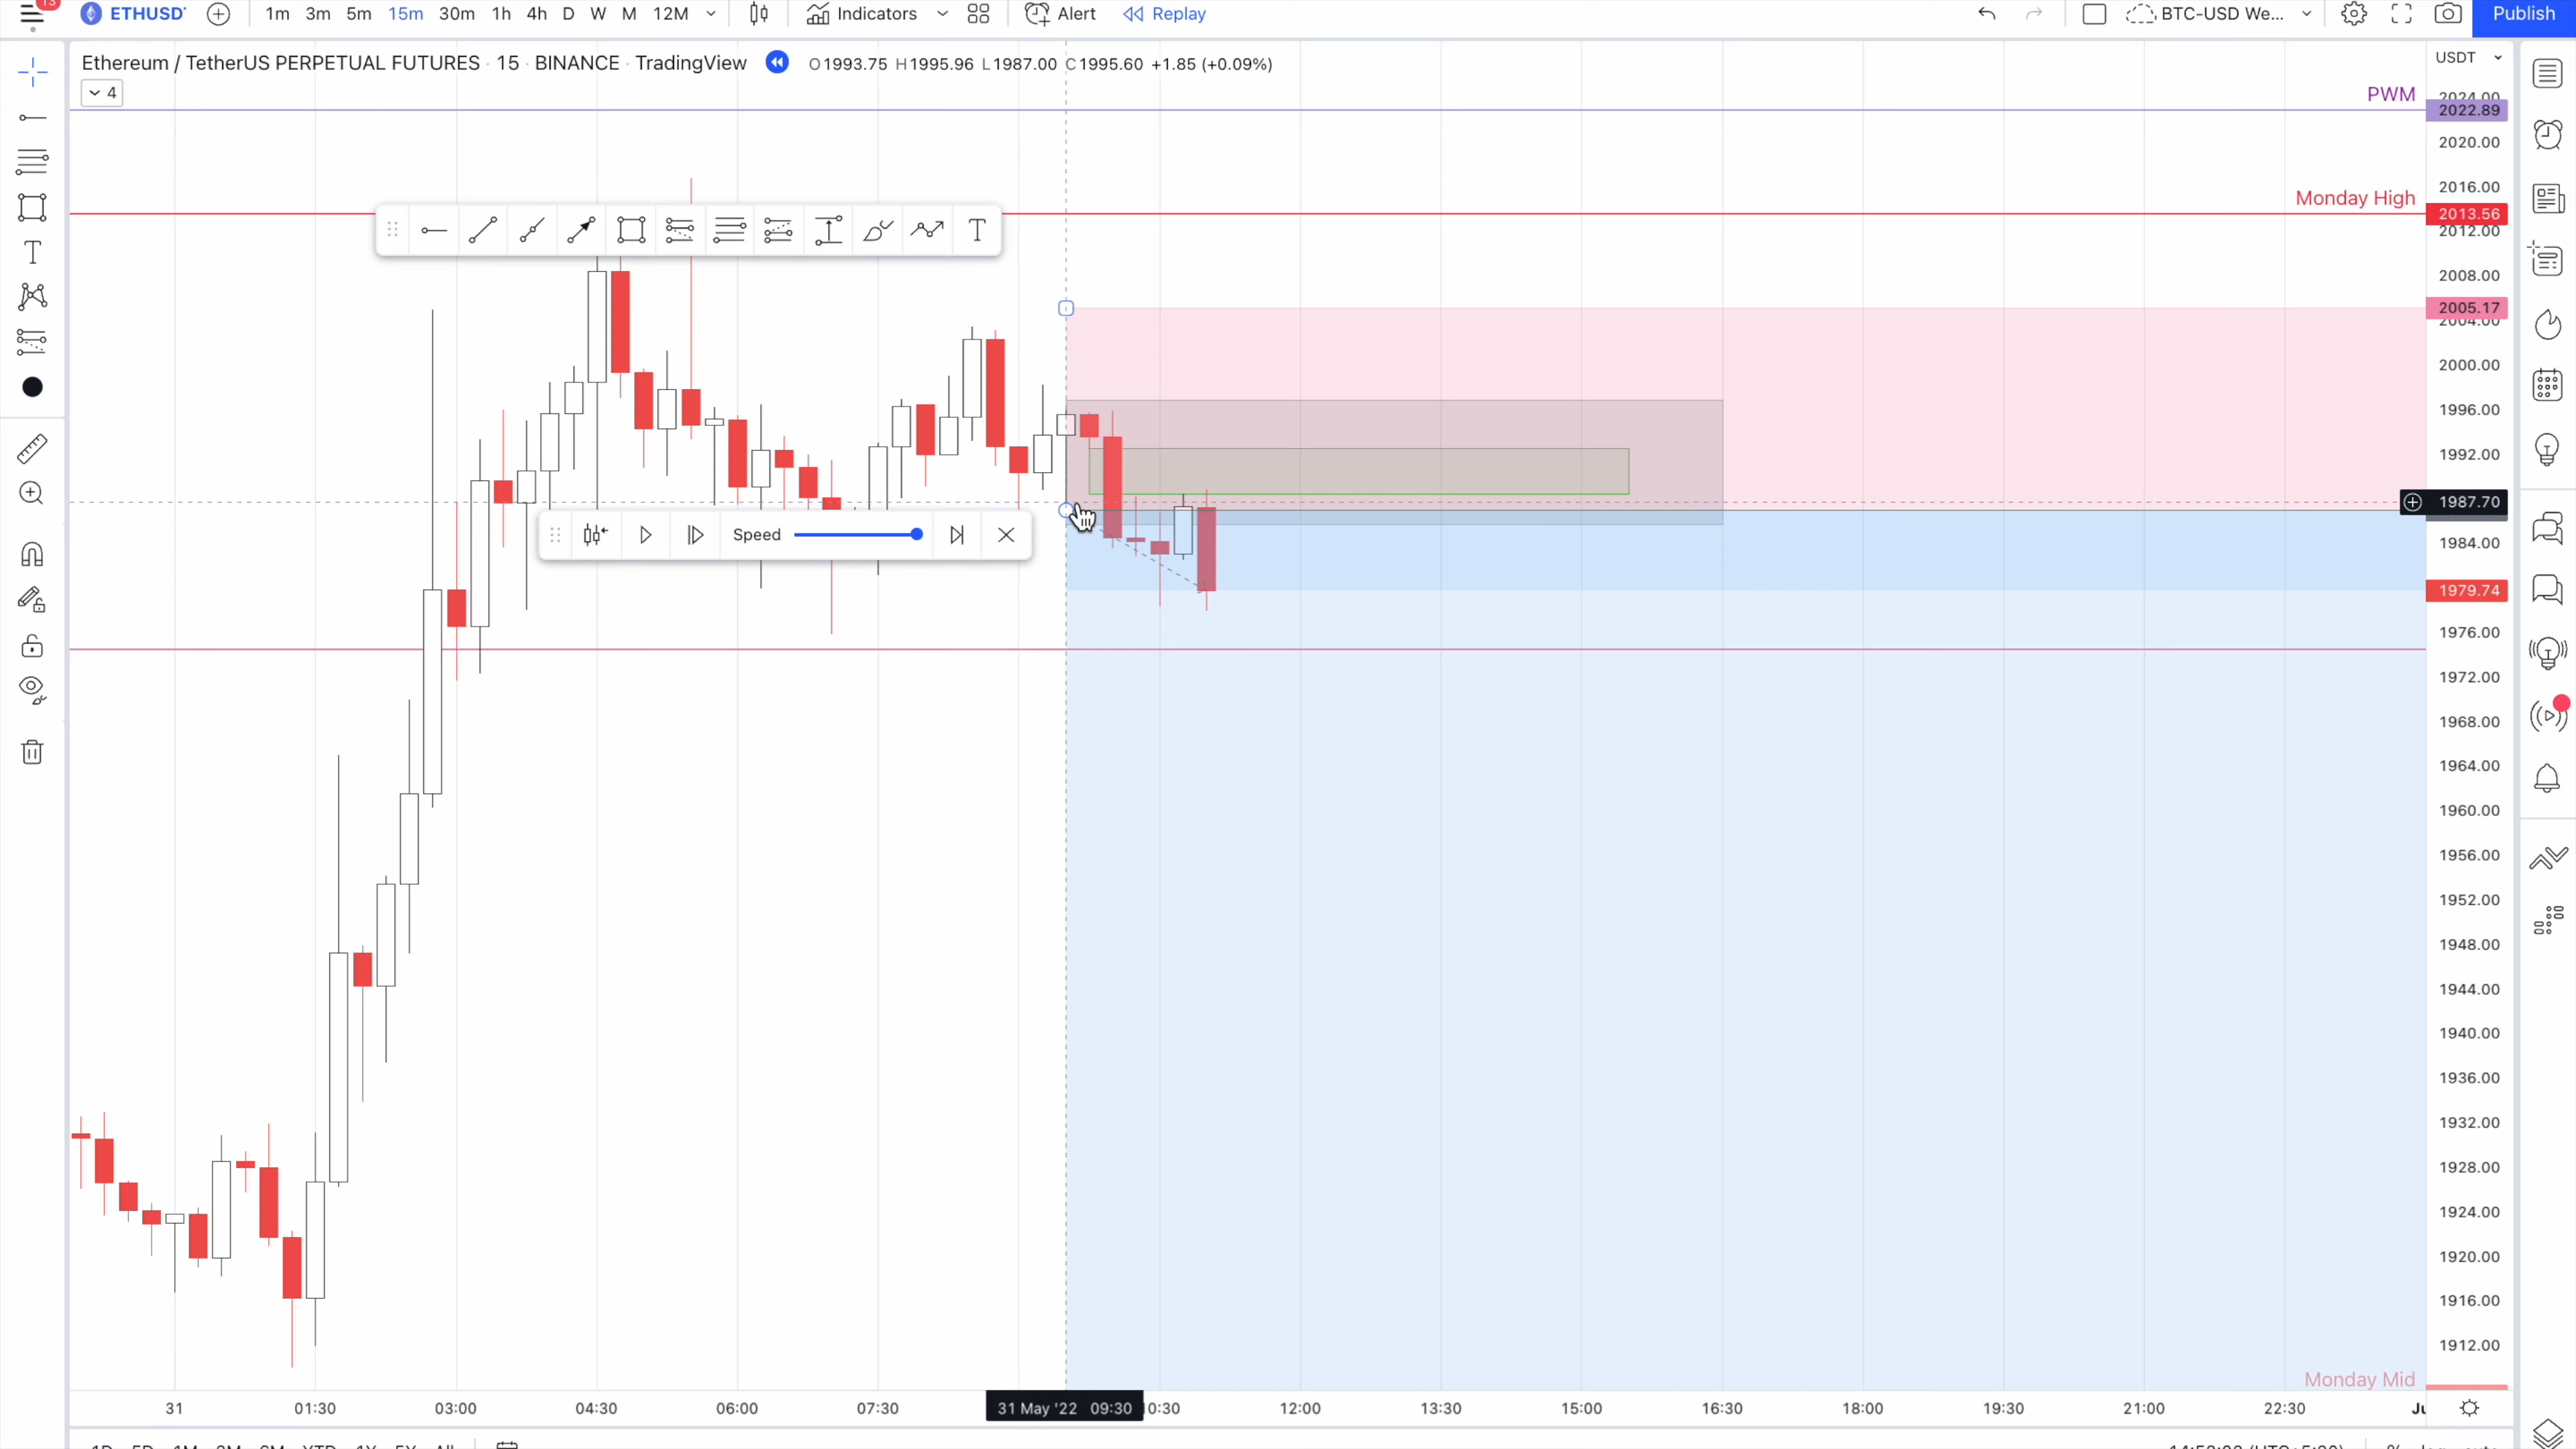 13
ETHUSD
1m 3m 5m 15m 30m 1h 4h D W M 12M
Indicators
Alert
Replay
BTC-USD We...
Publish
Ethereum / TetherUS PERPETUAL FUTURES · 15 · BINANCE · TradingView
O1993.75 H1995.96 L1987.00 C1995.60 +1.85 (+0.09%)
USDT
4
PWM
2024.00
2022.89
2020.00
2016.00
Monday High
2013.56
2012.00
2008.00
2005.17
2004.00
2000.00
1996.00
1992.00
1987.70
Speed
1984.00
1979.74
1976.00
1972.00
1968.00
1964.00
1960.00
1956.00
1952.00
1948.00
1944.00
1940.00
1936.00
1932.00
1928.00
1924.00
1920.00
1916.00
1912.00
Monday Mid
31 01:30 03:00 04:30 06:00 07:30 31 May '22 09:30 0:30 12:00 13:30 15:00 16:30 18:00 19:30 21:00 22:30